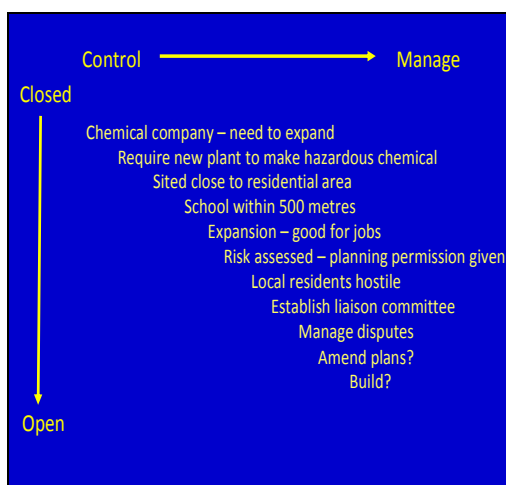 Control
Manage
Closed
Chemical company – need to expand
Require new plant to make hazardous chemical
Sited close to residential area
School within 500 metres
Expansion – good for jobs
Risk assessed – planning permission given
Local residents hostile
Establish liaison committee
Manage disputes
Amend plans?
Build?
Open